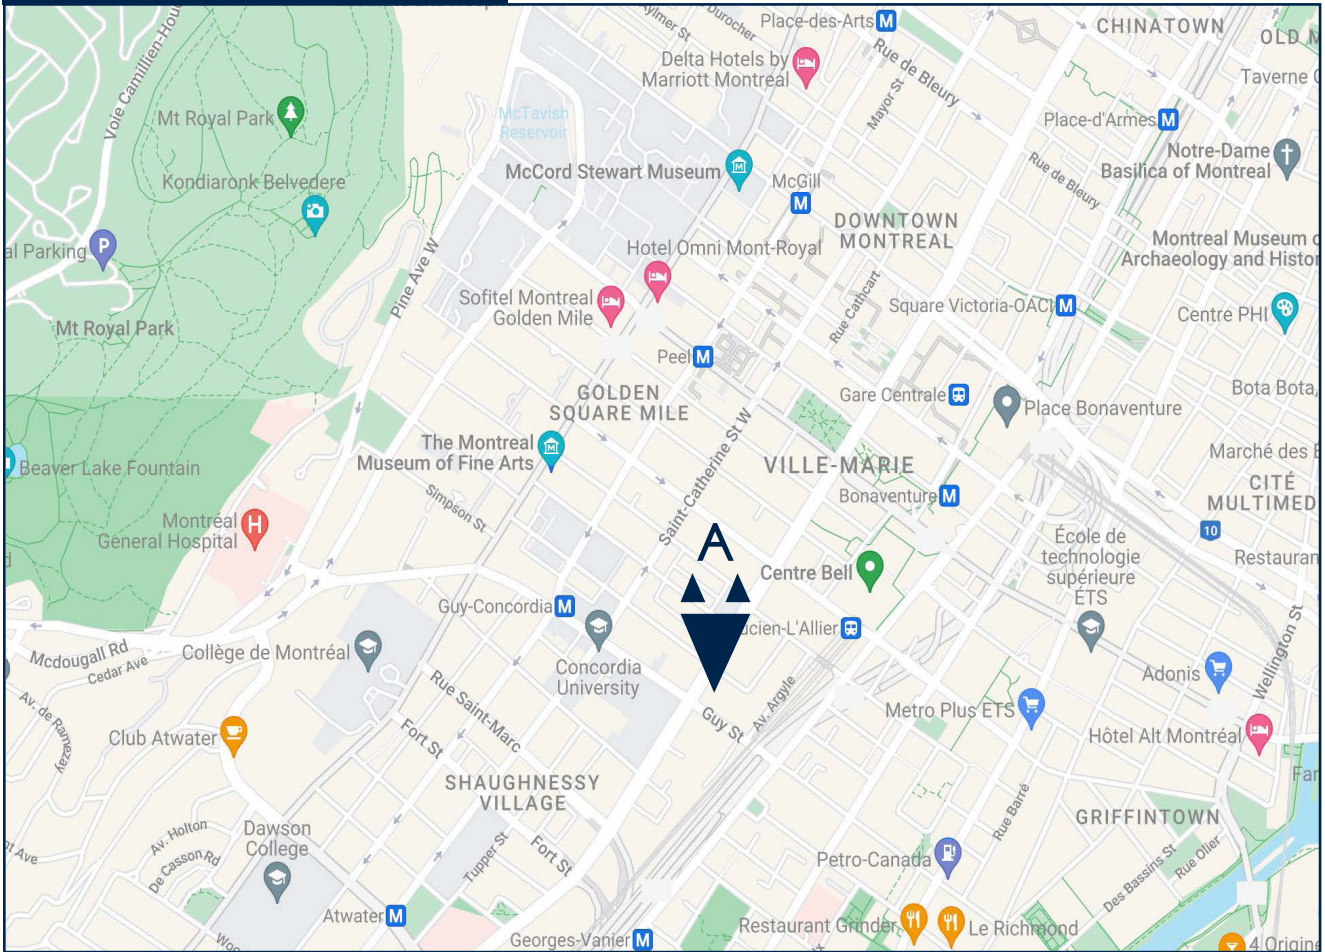 Place-des-Arts M
CHINATOWN
OLD M
Aylmer St
Durocher
Rue de Bleury
Voie Camillien-Hou
Delta Hotels by
Marriott Montreal
Taverne
Mayor St
McTavish
Reservoir
Mt Royal Park
Place-d'Armes M
Notre-Dame
Basilica of Montreal
Rue de Bleury
McCord Stewart Museum
McGill
M
Kondiaronk Belvedere
DOWNTOWN
MONTREAL
Montreal Museum o
Archaeology and Histor
al Parking P
Pine Ave W
Hotel Omni Mont-Royal
Sofitel Montreal
Golden Mile
Rue Cathcart
Square Victoria-OACI M
Centre PHI
Mt Royal Park
Peel M
GOLDEN
SQUARE MILE
Gare Centrale
Place Bonaventure
Bota Bota,
The Montreal
Museum of Fine Arts
Saint-Catherine St W
VILLE-MARIE
Marché des
Beaver Lake Fountain
Simpson St
Bonaventure M
CITÉ
MULTIMED
10
Montréal
General Hospital
H
A
Centre Bell
École de
technologie
supérieure
ÉTS
Restauran
Guy-Concordia M
ucien-L'Allier
Wellington St
Mcdougall Rd
Cedar Ave
Collège de Montréal
Concordia
University
Adonis
Av. de Ramezay
Rue Saint-Marc
Guy St
Av. Argyle
Metro Plus ETS
Club Atwater
Fort St
Hôtel Alt Montréal
SHAUGHNESSY
VILLAGE
Far
Rue Barré
GRIFFINTOWN
Av. Holton
Dawson
College
De Casson Rd
nt Ave
Tupper St
Fort St
Petro-Canada
Des Bassins St
Rue Olier
Atwater M
Restaurant Grinder
Le Richmond
Georges-Vanier M
4 Origine